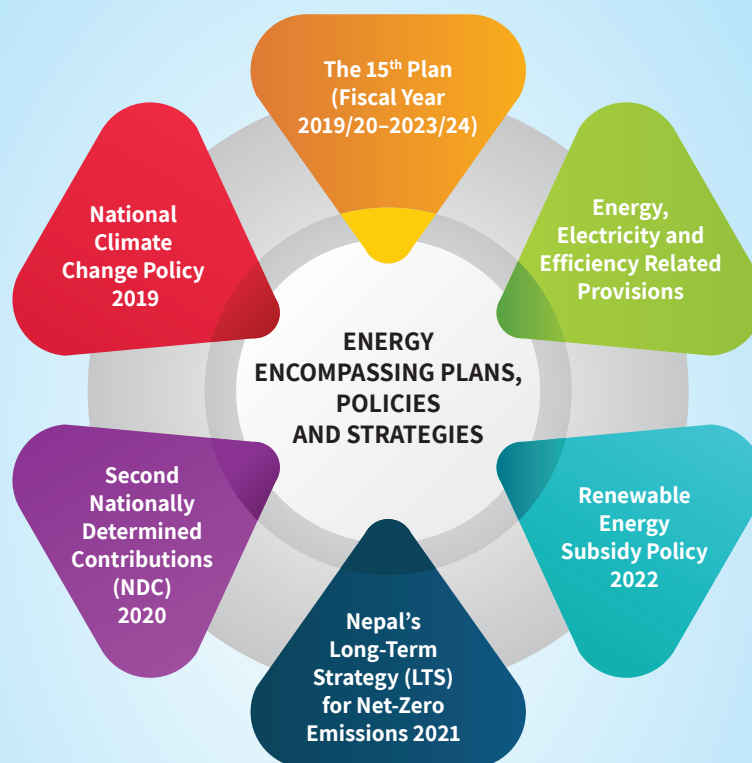 The 15th Plan
(Fiscal Year
2019/20–2023/24)
National
Climate
Change Policy
2019
Energy,
Electricity and
Efficiency Related
Provisions
ENERGY
ENCOMPASSING PLANS,
POLICIES
AND STRATEGIES
Second
Nationally
Determined
Contributions
(NDC)
2020
Renewable
Energy
Subsidy Policy
2022
Nepal’s
Long-Term
Strategy (LTS)
for Net-Zero
Emissions 2021